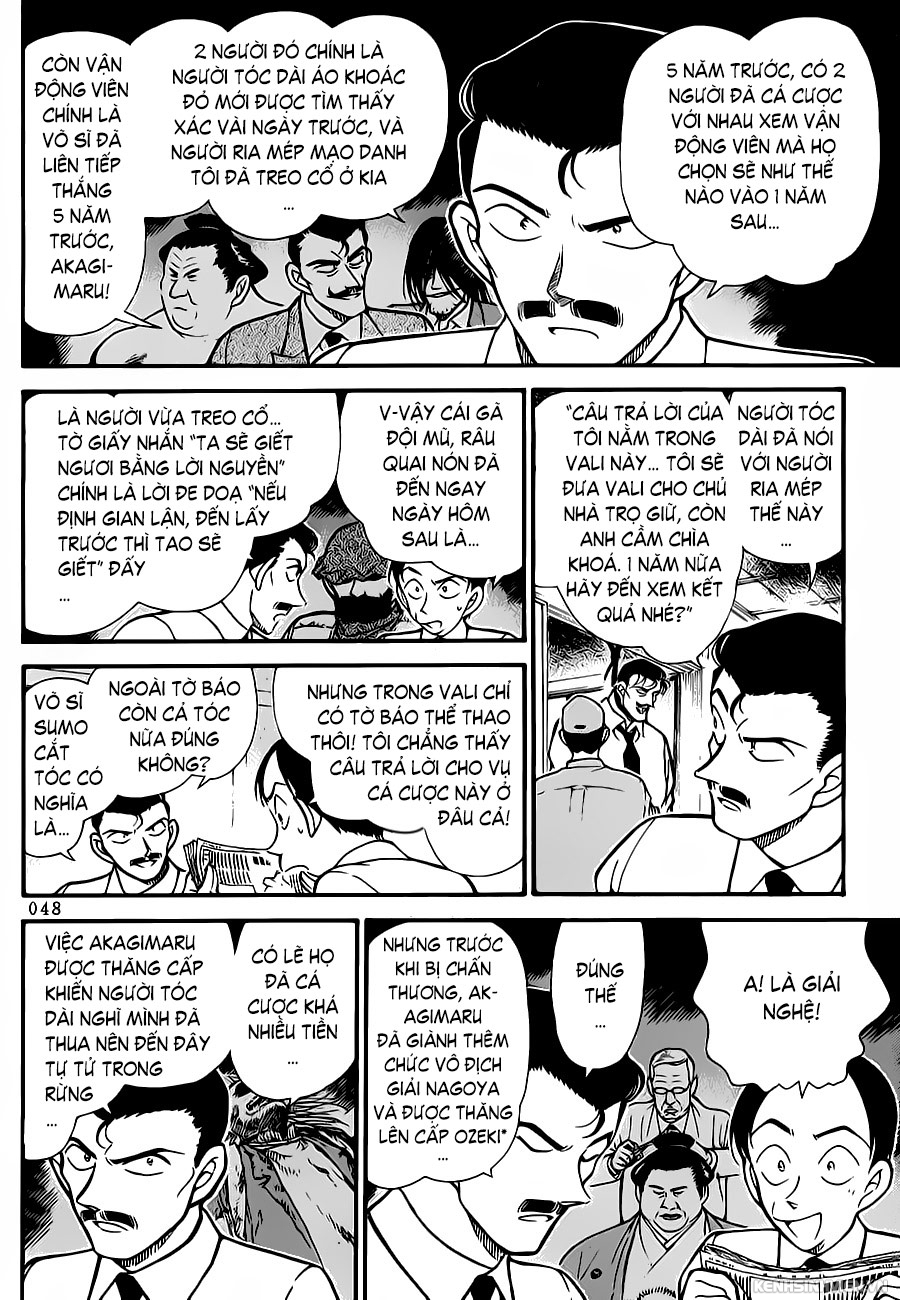 5 NĂM TRƯỚC, CÓ 2
NGƯỜI ĐÃ CÁ CƯỢC
VỚI NHAU XEM VẬN
ĐỘNG VIÊN MÀ HỌ
CHỌN SẼ NHƯ THẾ
NÀO VÀO 1 NĂM
SAU...
2 NGƯỜI ĐÓ CHÍNH LÀ
NGƯỜI TÓC DÀI ÁO KHOÁC
ĐỎ MỚI ĐƯỢC TÌM THẤY
XÁC VÀI NGÀY TRƯỚC, VÀ
NGƯỜI RIA MÉP MẠO DANH
TÔI ĐÃ TREO CỔ Ở KIA
...
CÒN VẬN
ĐỘNG VIÊN
CHÍNH LÀ
VÕ SĨ ĐÃ
LIÊN TIẾP
THẮNG
5 NĂM
TRƯỚC,
AKAGI-
MARU!
NGƯỜI TÓC
DÀI ĐÃ NÓI
VỚI NGƯỜI
RIA MÉP
THẾ NÀY
...
"CÂU TRẢ LỜI CỦA
TÔI NẰM TRONG
VALI NÀY... TÔI SẼ
ĐƯA VALI CHO CHỦ
NHÀ TRỌ GIỮ, CÒN
ANH CẦM CHÌA
KHOÁ. 1 NĂM NỮA
HÃY ĐẾN XEM KẾT
QUẢ NHÉ?"
V-VẬY CÁI GÃ
ĐỘI MŨ, RÂU
QUAI NÓN ĐÃ
ĐẾN NGAY
NGÀY HÔM
SAU LÀ...
LÀ NGƯỜI VỪA TREO CỔ...
TỜ GIẤY NHẮN "TA SẼ GIẾT
NGƯƠI BẰNG LỜI NGUYỀN"
CHÍNH LÀ LỜI ĐE DOẠ "NẾU
ĐỊNH GIAN LẬN, ĐẾN LẤY
TRƯỚC THÌ TAO SẼ
GIẾT" ĐẤY
...
NHƯNG TRONG VALI CHỈ
CÓ TỜ BÁO THỂ THAO
THÔI! TÔI CHẲNG THẤY
CÂU TRẢ LỜI CHO VỤ
CÁ CƯỢC NÀY Ở
ĐÂU CẢ!
NGOÀI TỜ BÁO
CÒN CẢ TÓC
NỮA ĐÚNG
KHÔNG?
VÕ SĨ
SUMO
CẮT
TÓC CÓ
NGHĨA
LÀ...
048
A! LÀ GIẢI
NGHỆ!
ĐÚNG
THẾ
...
NHƯNG TRƯỚC
KHI BỊ CHẤN
THƯƠNG, AK-
AGIMARU
ĐÃ GIÀNH THÊM
CHỨC VÔ ĐỊCH
GIẢI NAGOYA
VÀ ĐƯỢC THĂNG
LÊN CẤP OZEKI*
...
CÓ LẼ HỌ
ĐÃ CÁ
CƯỢC KHÁ
NHIỀU TIỀN
...
VIỆC AKAGIMARU
ĐƯỢC THĂNG CẤP
KHIẾN NGƯỜI TÓC
DÀI NGHĨ MÌNH ĐÃ
THUA NÊN ĐẾN ĐÂY
TỰ TỬ TRONG
RỪNG
...